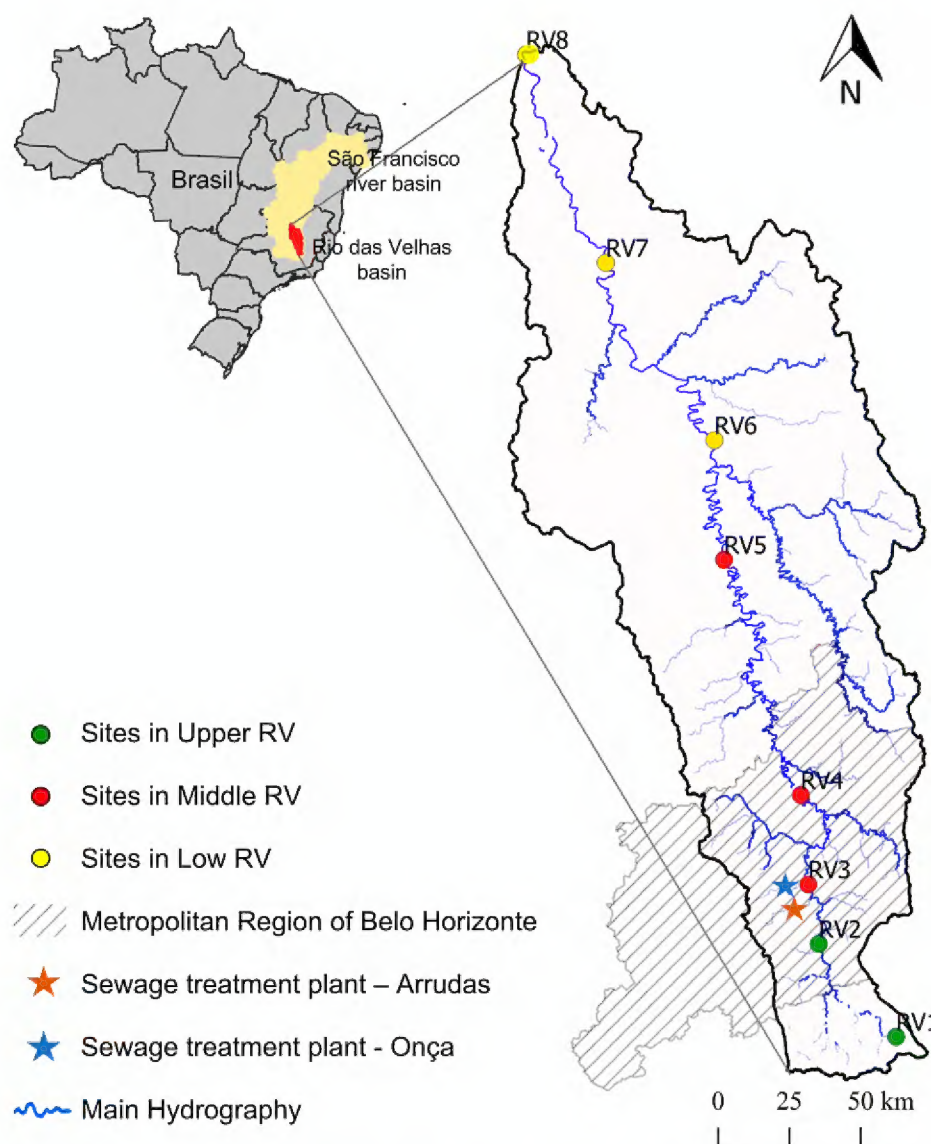 RV8
N
São Francisco
river basin
Brasil
Rio das Velhas
basin
RV7
RV6
RV5
RV4
RV3
RV2
RV1
Sites in Upper RV
Sites in Middle RV
Sites in Low RV
Metropolitan Region of Belo Horizonte
Sewage treatment plant – Arrudas
Sewage treatment plant - Onça
Main Hydrography
0 25 50 km